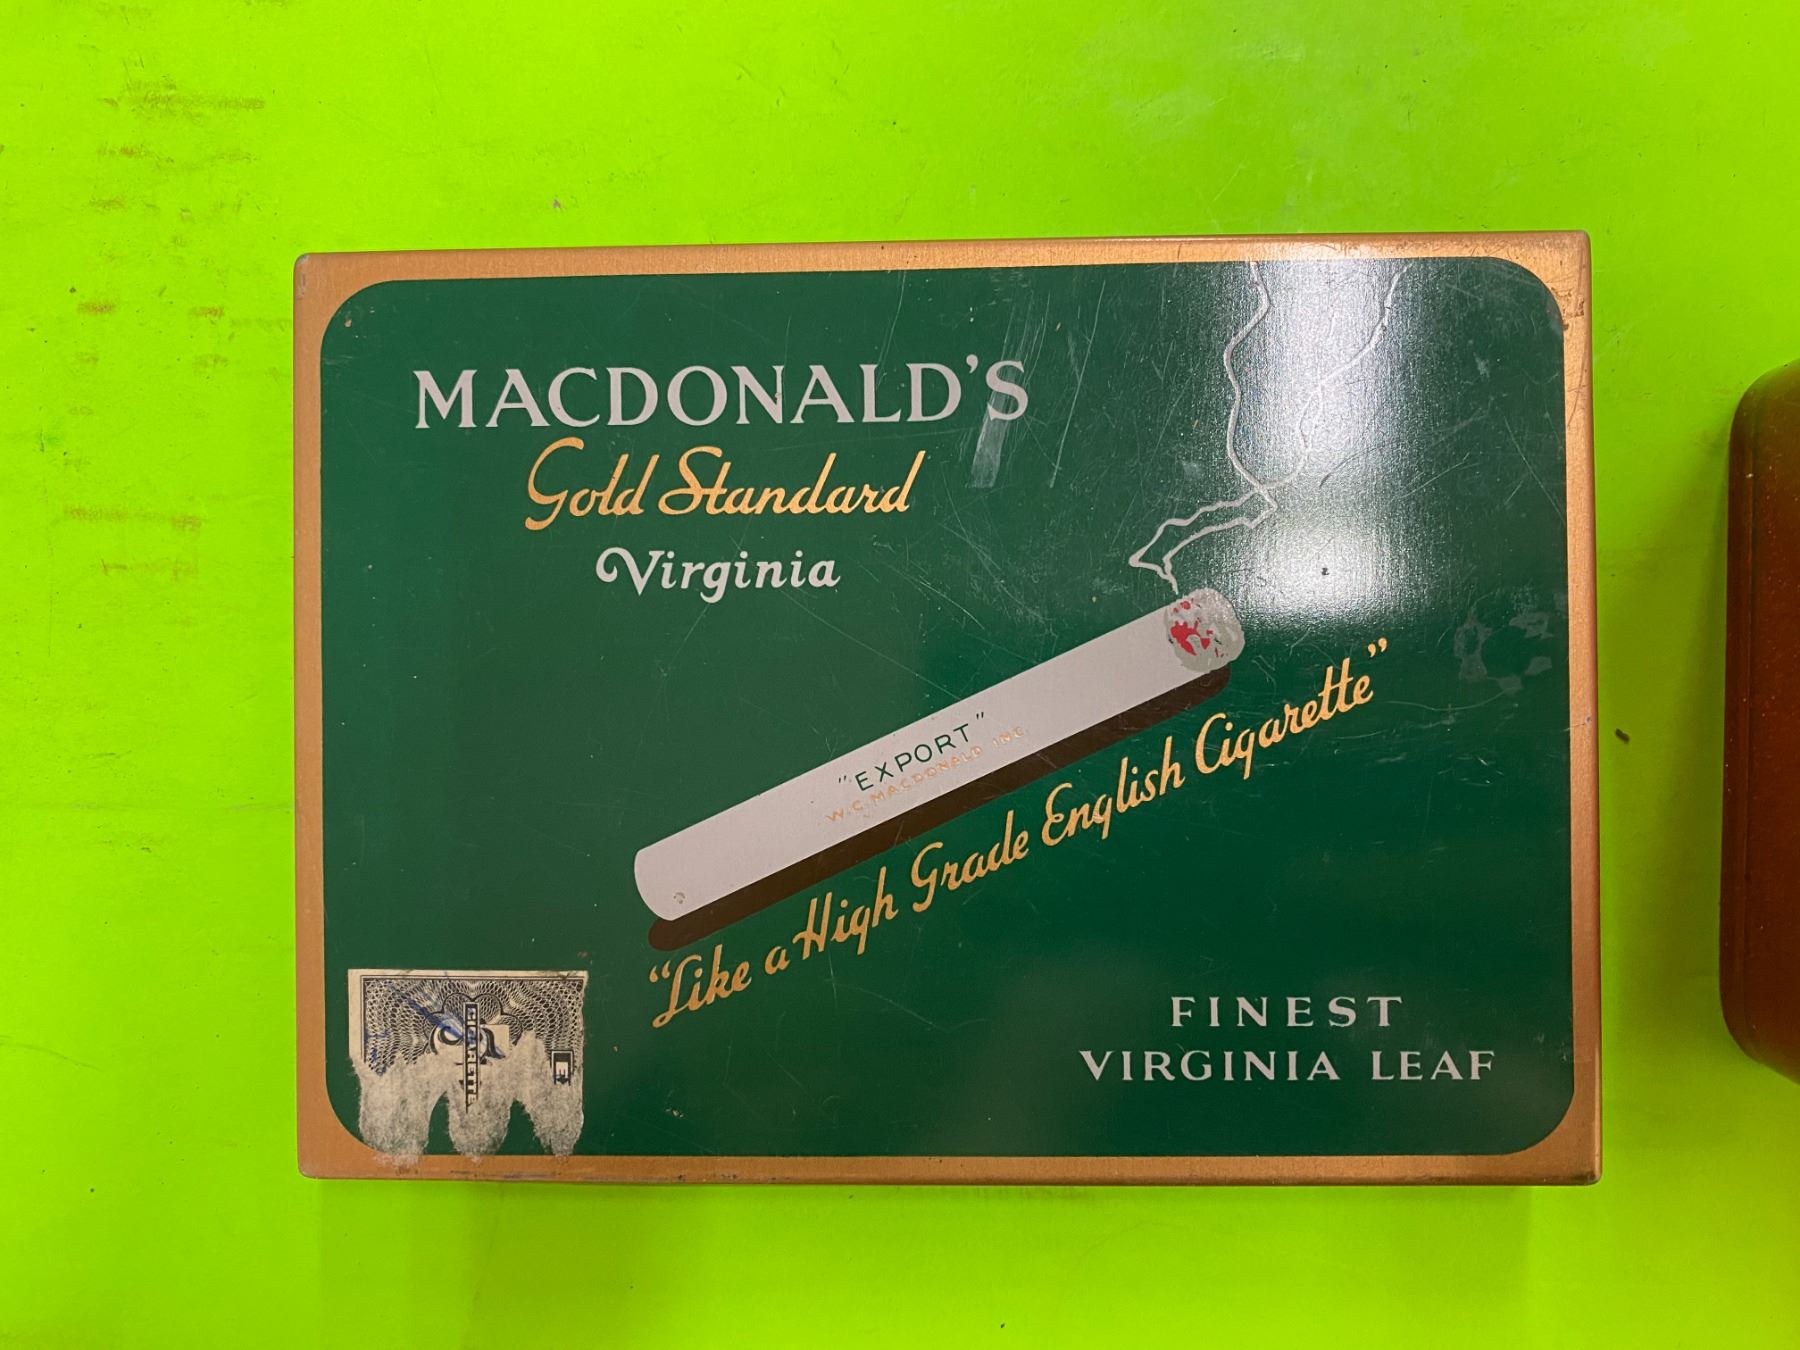 MACDONALD'S
Gold Standard
Virginia
"EXPORT"
W.C. MACDONALD INC.
"Like a High Grade English Cigarette"
FINEST
VIRGINIA LEAF
E